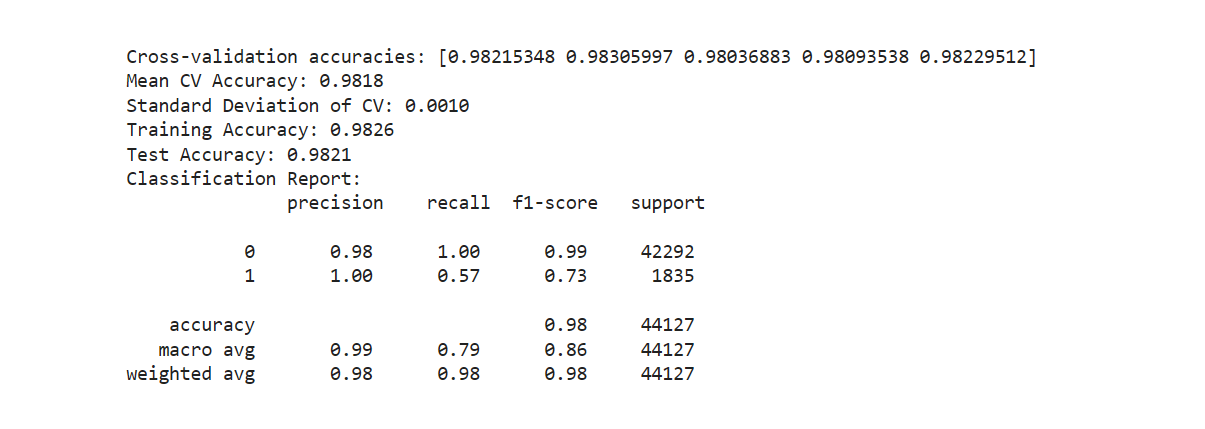 Cross-validation accuracies: [0.98215348 0.98305997 0.98036883 0.98093538 0.98229512]
Mean CV Accuracy: 0.9818
Standard Deviation of CV: 0.0010
Training Accuracy: 0.9826
Test Accuracy: 0.9821
Classification Report:
precision recall f1-score support
0 0.98 1.00 0.99 42292
1 1.00 0.57 0.73 1835
accuracy 0.98 44127
macro avg 0.99 0.79 0.86 44127
weighted avg 0.98 0.98 0.98 44127